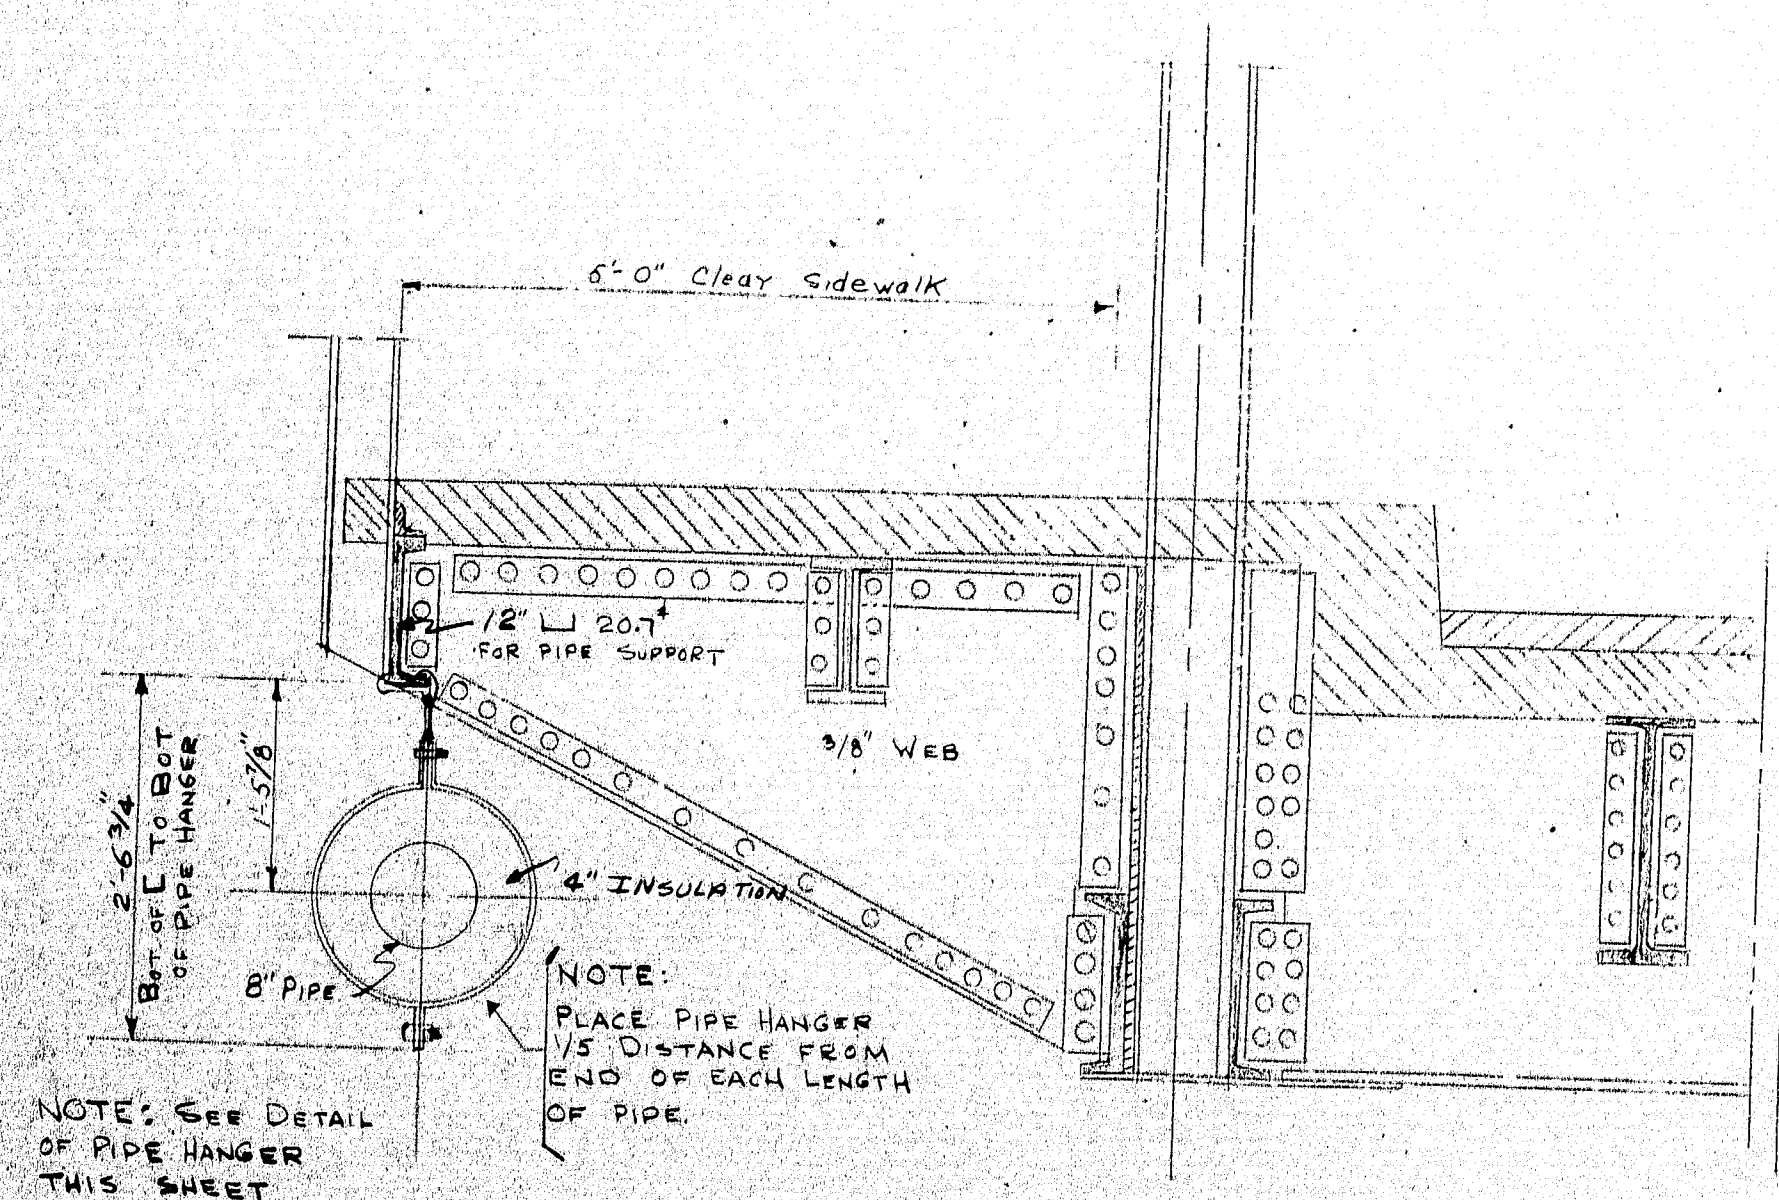 5'-0" Clear Sidewalk
12" ⊔ 20.7#
FOR PIPE SUPPORT
3/8" WEB
2'-6 3/4"
BOT. OF [ TO BOT
OF PIPE HANGER
1'-5 7/8"
4" INSULATION
8" PIPE
NOTE:
PLACE PIPE HANGER
1/5 DISTANCE FROM
END OF EACH LENGTH
OF PIPE.
NOTE: SEE DETAIL
OF PIPE HANGER
THIS SHEET